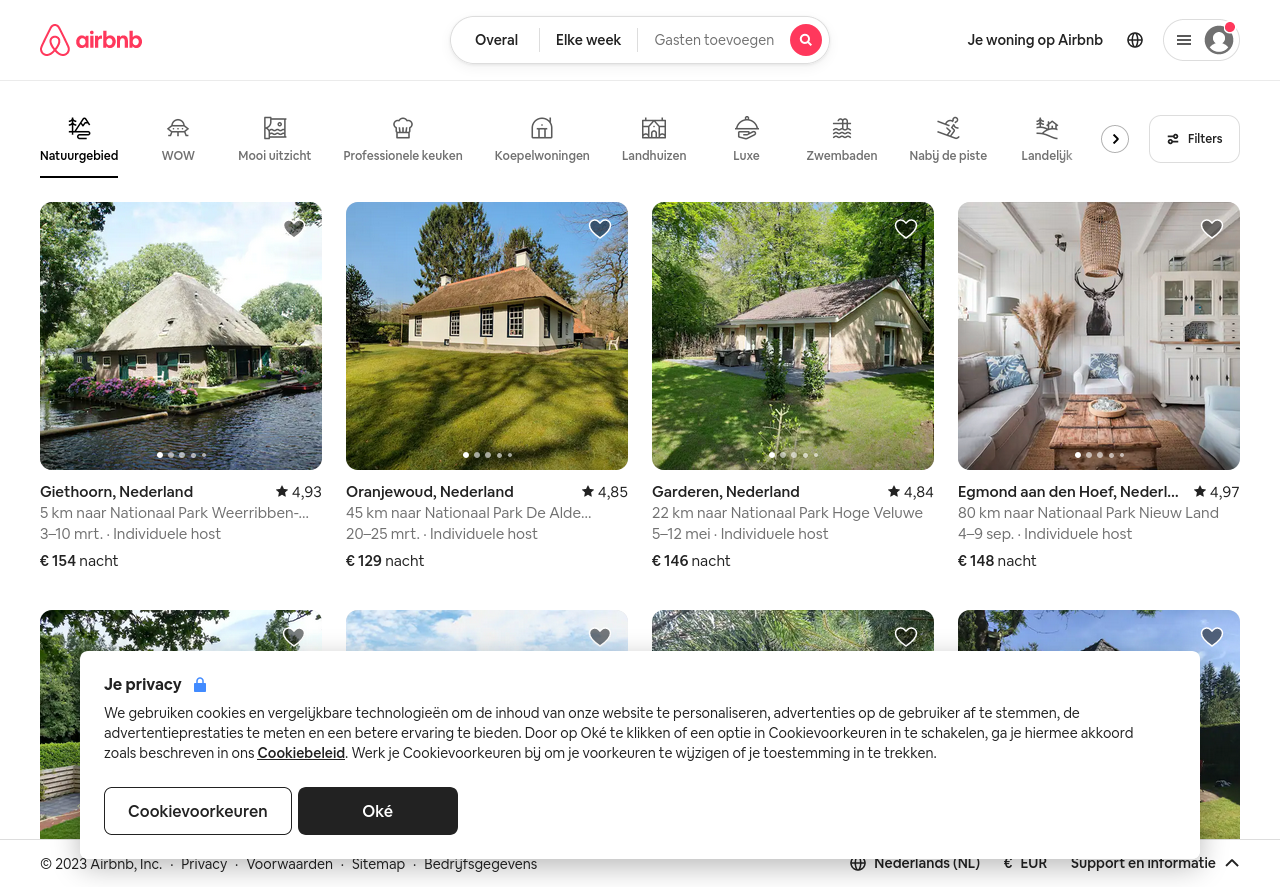 airbnb
Overal
Elke week
Gasten toevoegen
Je woning op Airbnb
Natuurgebied
WOW
Mooi uitzicht
Professionele keuken
Koepelwoningen
Landhuizen
Luxe
Zwembaden
Nabij de piste
Landelijk
Filters
Giethoorn, Nederland 4,93
5 km naar Nationaal Park Weerribben-...
3–10 mrt. · Individuele host
€ 154 nacht
Oranjewoud, Nederland 4,85
45 km naar Nationaal Park De Alde...
20–25 mrt. · Individuele host
€ 129 nacht
Garderen, Nederland 4,84
22 km naar Nationaal Park Hoge Veluwe
5–12 mei · Individuele host
€ 146 nacht
Egmond aan den Hoef, Nederl... 4,97
80 km naar Nationaal Park Nieuw Land
4–9 sep. · Individuele host
€ 148 nacht
Je privacy
We gebruiken cookies en vergelijkbare technologieën om de inhoud van onze website te personaliseren, advertenties op de gebruiker af te stemmen, de
advertentieprestaties te meten en een betere ervaring te bieden. Door op Oké te klikken of een optie in Cookievoorkeuren in te schakelen, ga je hiermee akkoord
zoals beschreven in ons Cookiebeleid. Werk je Cookievoorkeuren bij om je voorkeuren te wijzigen of je toestemming in te trekken.
Cookievoorkeuren
Oké
© 2023 Airbnb, Inc. · Privacy · Voorwaarden · Sitemap · Bedrijfsgegevens
Nederlands (NL) € EUR Support en informatie